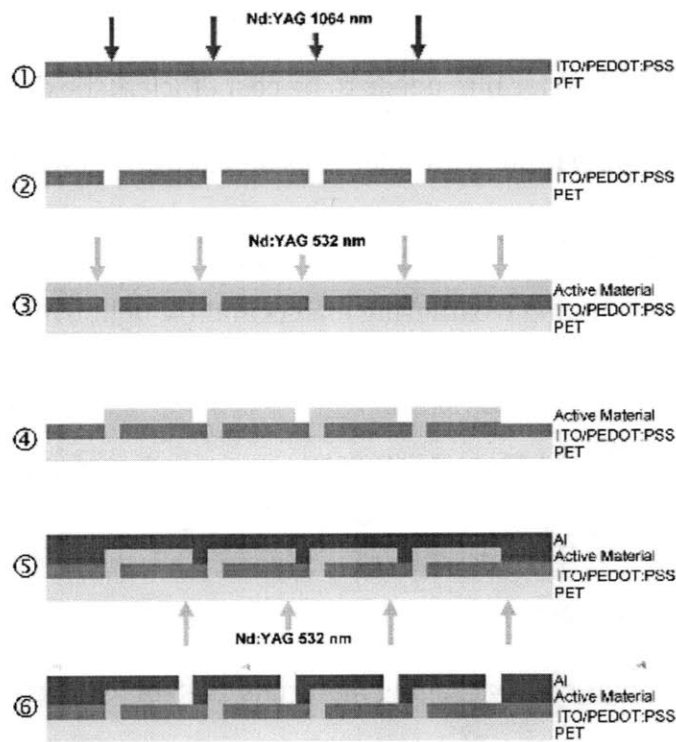 Nd:YAG 1064 nm
① ITO/PEDOT:PSS
PET
② ITO/PEDOT:PSS
PET
Nd:YAG 532 nm
Active Material
③ ITO/PEDOT:PSS
PET
Active Material
④ ITO/PEDOT:PSS
PET
Al
Active Material
⑤ ITO/PEDOT:PSS
PET
Nd:YAG 532 nm
Al
Active Material
⑥ ITO/PEDOT:PSS
PET